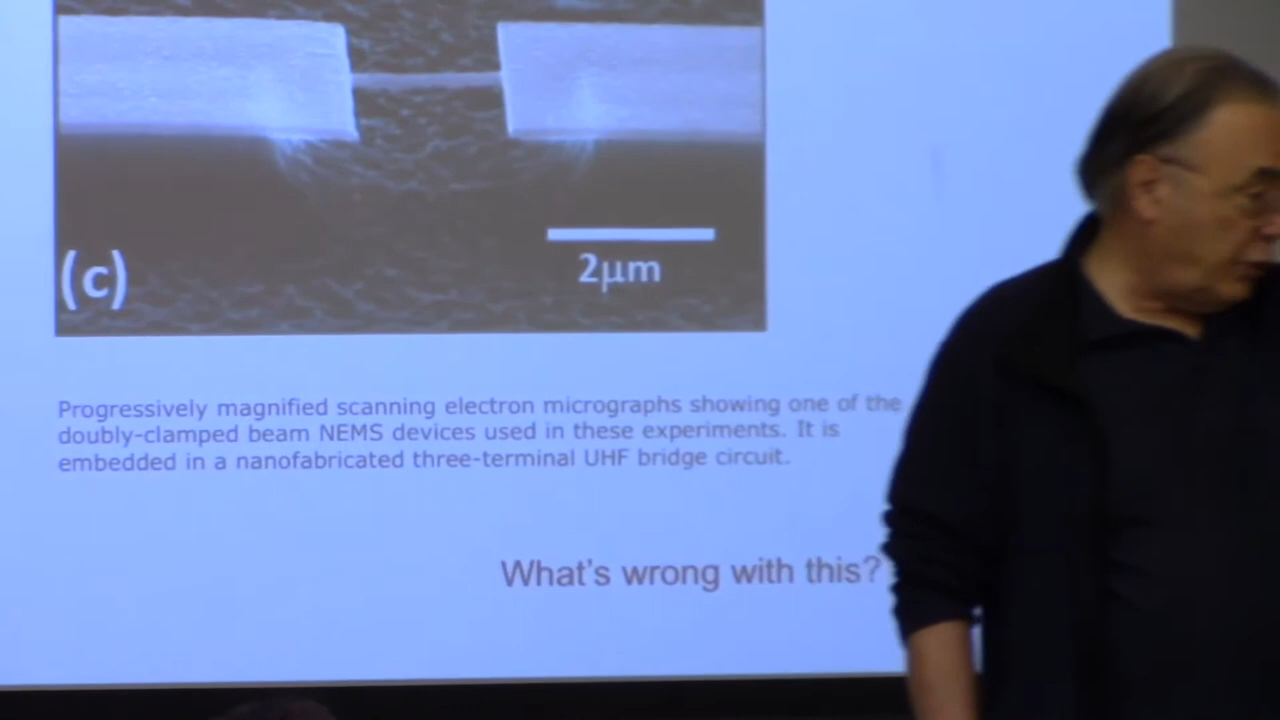 (c)
2μm
Progressively magnified scanning electron micrographs showing one of the
doubly-clamped beam NEMS devices used in these experiments. It is
embedded in a nanofabricated three-terminal UHF bridge circuit.
What's wrong with this?